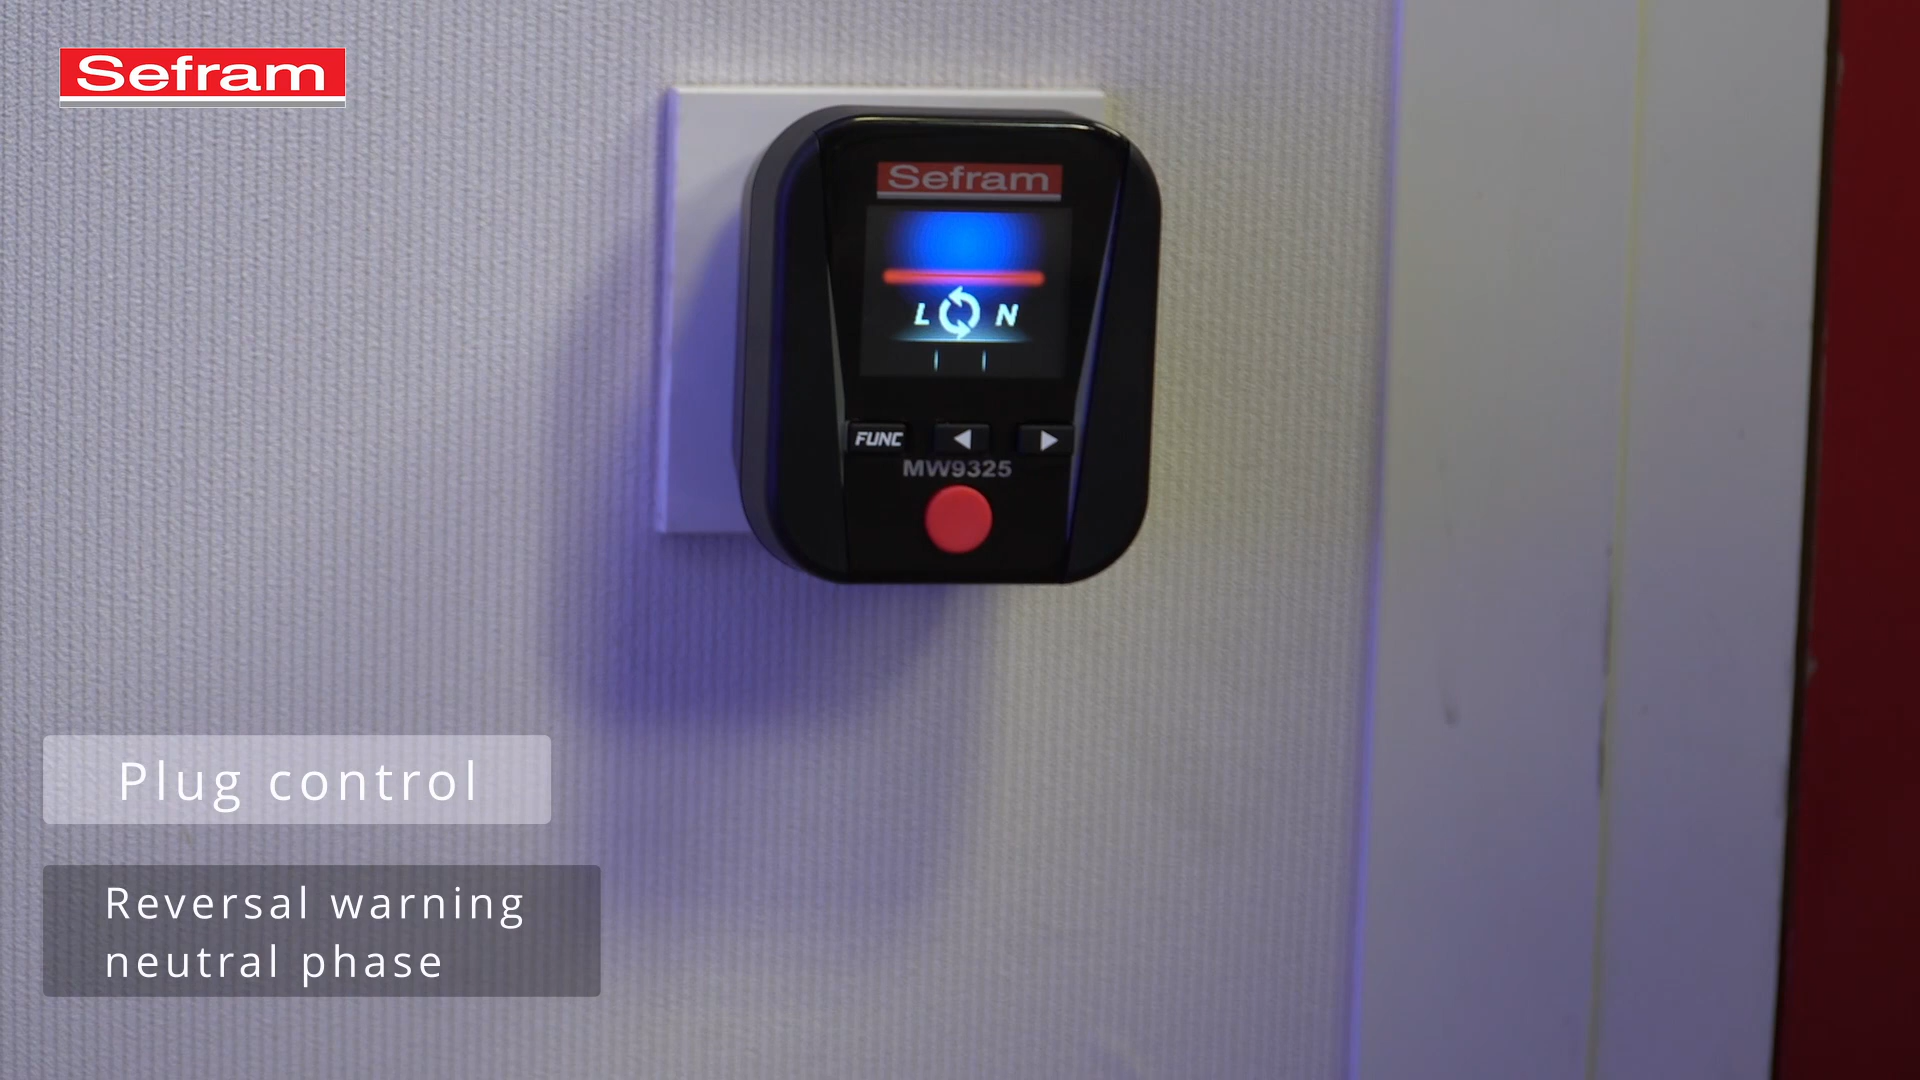 Sefram
Sefram
L N
FUNC
MW9325
Plug control
Reversal warning
neutral phase